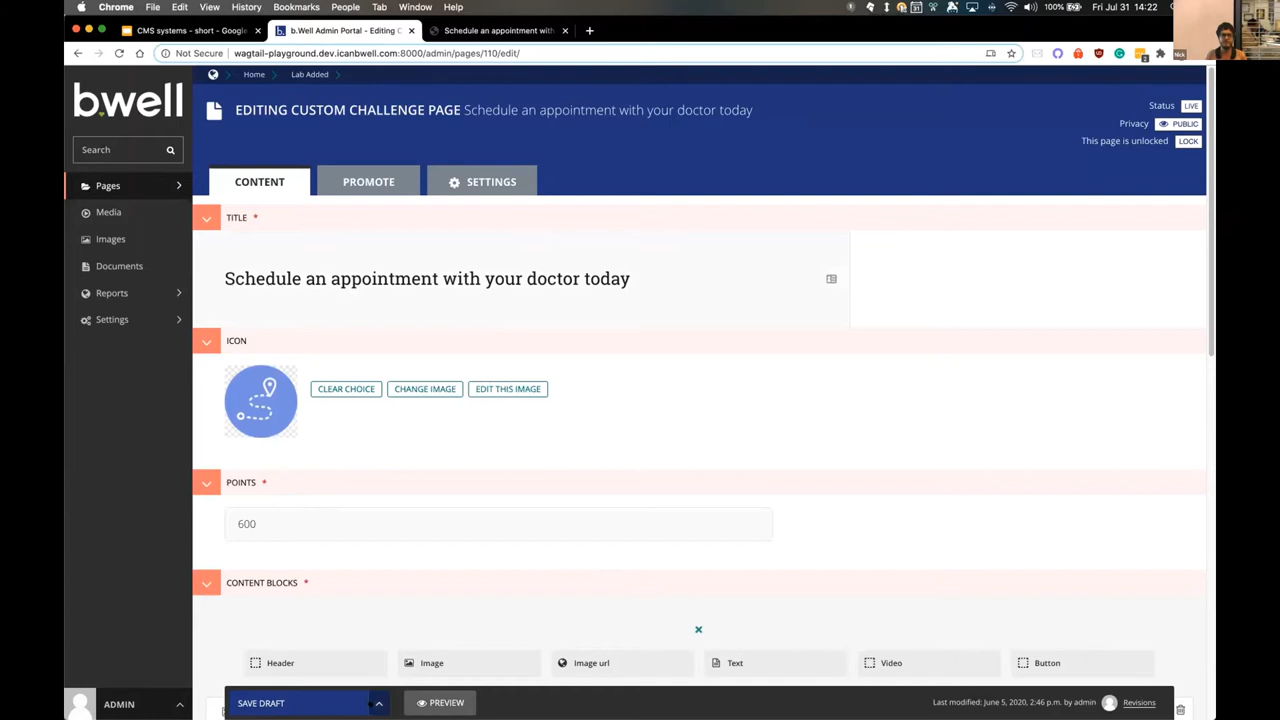 Chrome File Edit View History Bookmarks People Tab Window Help 100% Fri Jul 31 14:22
CMS systems - short - Google b.Well Admin Portal - Editing C Schedule an appointment with
Not Secure wagtail-playground.dev.icanbwell.com:8000/admin/pages/110/edit/
Nick
b.well
Search
Pages
Media
Images
Documents
Reports
Settings
ADMIN
Home Lab Added
EDITING CUSTOM CHALLENGE PAGE Schedule an appointment with your doctor today
Status LIVE
Privacy PUBLIC
This page is unlocked LOCK
CONTENT PROMOTE SETTINGS
TITLE *
Schedule an appointment with your doctor today
ICON
CLEAR CHOICE CHANGE IMAGE EDIT THIS IMAGE
POINTS *
600
CONTENT BLOCKS *
Header Image Image url Text Video Button
SAVE DRAFT PREVIEW Last modified: June 5, 2020, 2:46 p.m. by admin Revisions